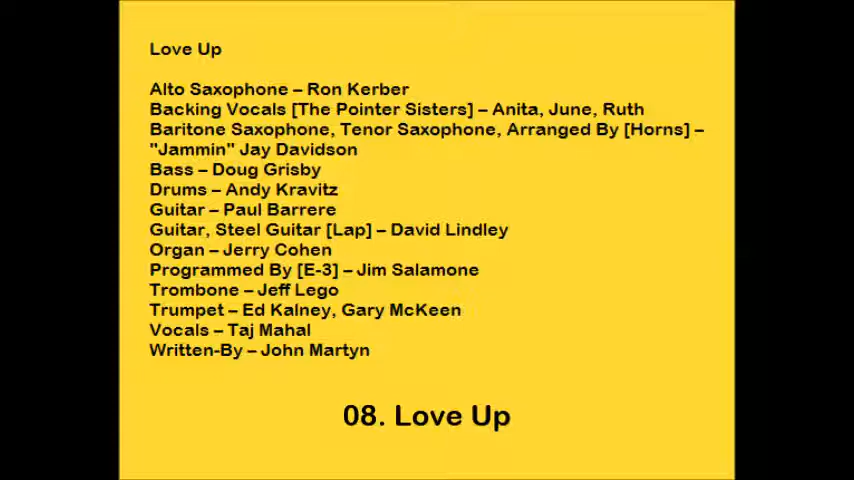 Love Up
Alto Saxophone – Ron Kerber
Backing Vocals [The Pointer Sisters] – Anita, June, Ruth
Baritone Saxophone, Tenor Saxophone, Arranged By [Horns] –
"Jammin" Jay Davidson
Bass – Doug Grisby
Drums – Andy Kravitz
Guitar – Paul Barrere
Guitar, Steel Guitar [Lap] – David Lindley
Organ – Jerry Cohen
Programmed By [E-3] – Jim Salamone
Trombone – Jeff Lego
Trumpet – Ed Kalney, Gary McKeen
Vocals – Taj Mahal
Written-By – John Martyn
08. Love Up